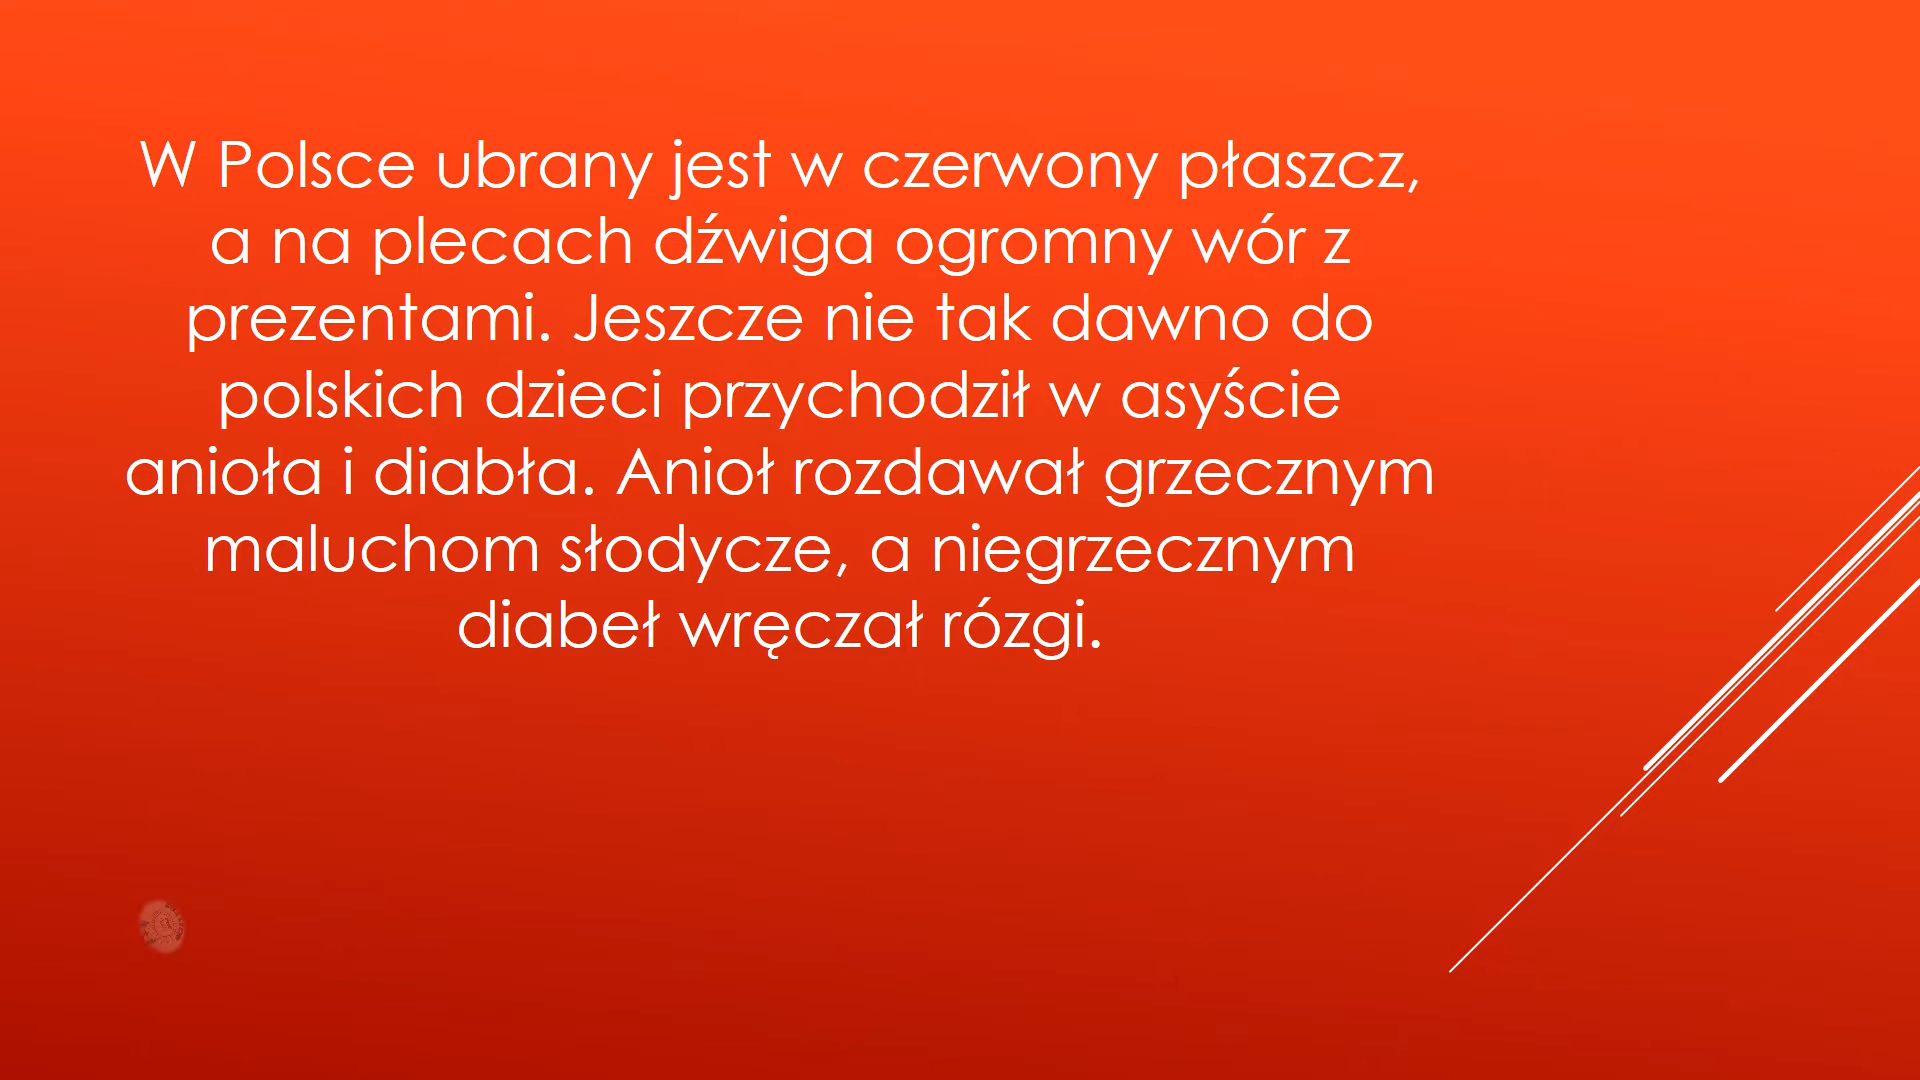 W Polsce ubrany jest w czerwony płaszcz,
a na plecach dźwiga ogromny wór z
prezentami. Jeszcze nie tak dawno do
polskich dzieci przychodził w asyście
anioła i diabła. Anioł rozdawał grzecznym
maluchom słodycze, a niegrzecznym
diabeł wręczał rózgi.